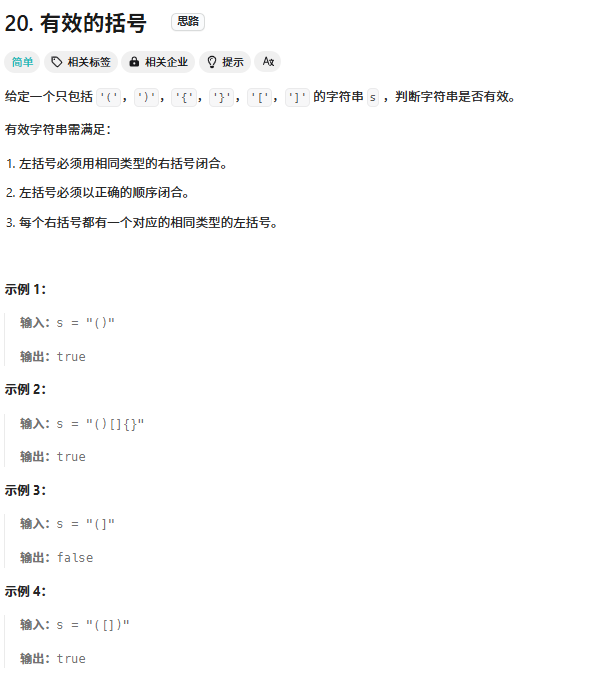 20. 有效的括号 思路
简单 相关标签 相关企业 提示 Aあ
给定一个只包括 '('，')'，'{'，'}'，'['，']' 的字符串 s ，判断字符串是否有效。
有效字符串需满足：
1. 左括号必须用相同类型的右括号闭合。
2. 左括号必须以正确的顺序闭合。
3. 每个右括号都有一个对应的相同类型的左括号。
示例 1：
输入：s = "()"
输出：true
示例 2：
输入：s = "()[]{}"
输出：true
示例 3：
输入：s = "(]"
输出：false
示例 4：
输入：s = "([])"
输出：true